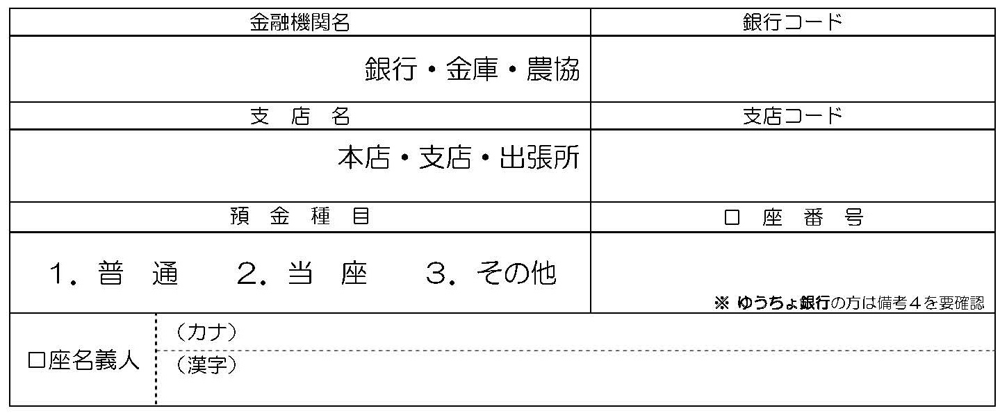 金融機関名 銀行コード
銀行・金庫・農協
支 店 名 支店コード
本店・支店・出張所
預 金 種 目 口 座 番 号
1. 普 通 2. 当 座 3. その他
※ ゆうちょ銀行の方は備考4を要確認
口座名義人
(カナ)
(漢字)